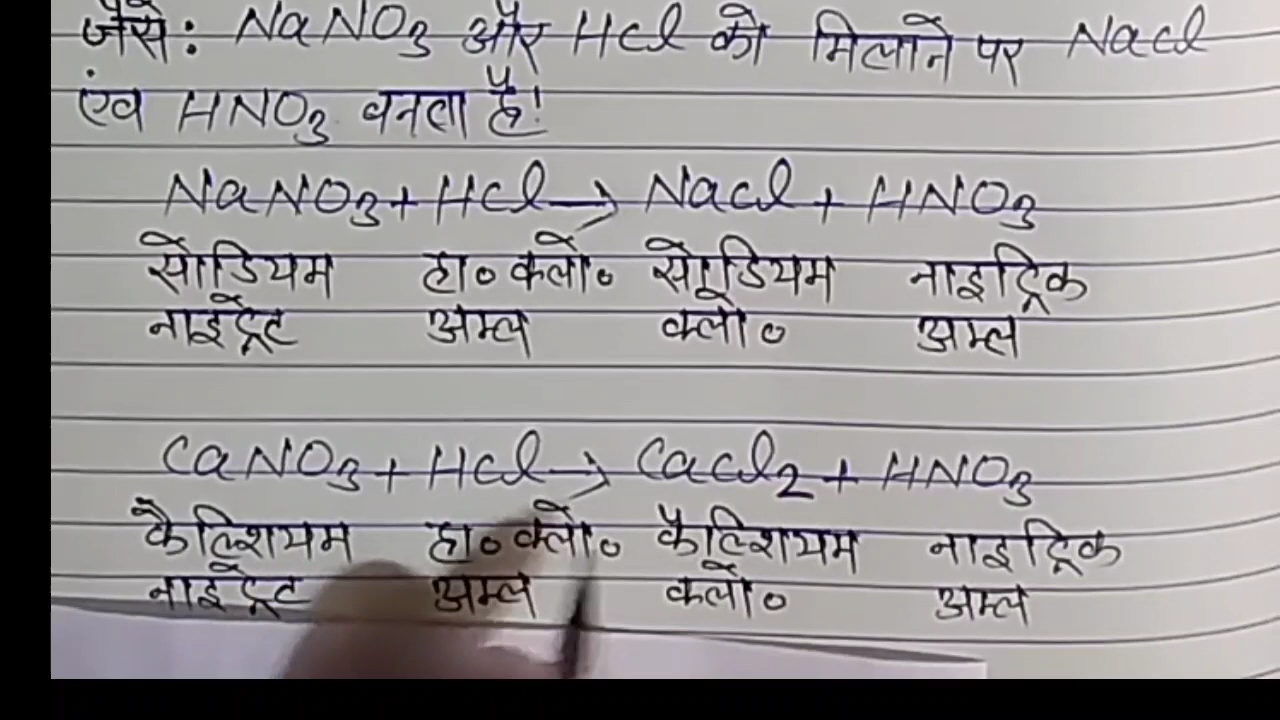 जैसे: NaNO3 और HCl को मिलाने पर NaCl
एंव HNO3 बनता है!
NaNO3 + HCl → NaCl + HNO3
सोडियम हा० क्लो० सोडियम नाइट्रिक
नाइट्रेट अम्ल क्लो० अम्ल
CaNO3 + HCl → CaCl2 + HNO3
कैल्शियम हा० क्लो० कैल्शियम नाइट्रिक
नाइट्रेट अम्ल क्लो० अम्ल